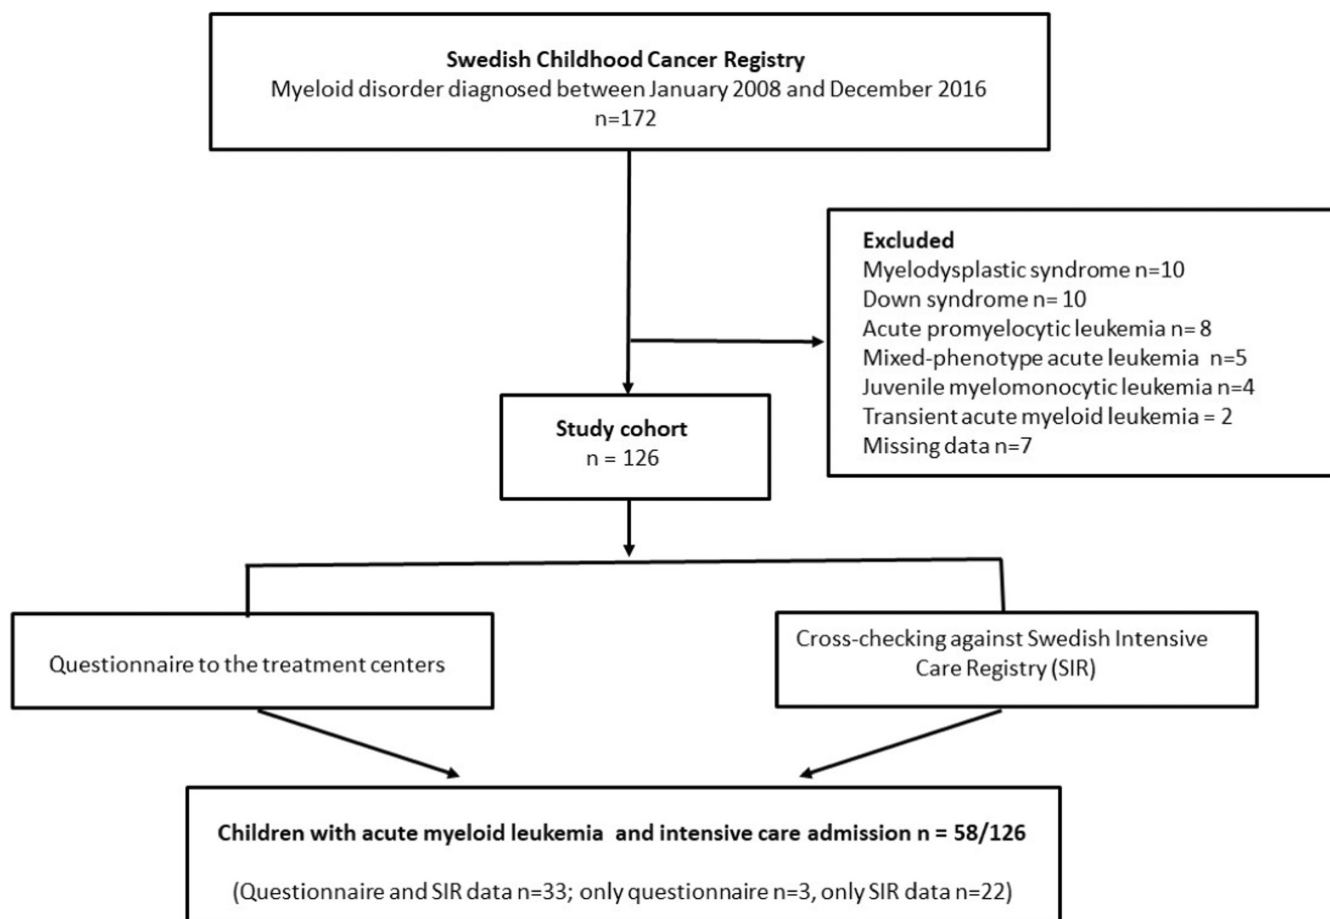 Swedish Childhood Cancer Registry
Myeloid disorder diagnosed between January 2008 and December 2016
n=172
Excluded
Myelodysplastic syndrome n=10
Down syndrome n= 10
Acute promyelocytic leukemia n= 8
Mixed-phenotype acute leukemia n=5
Juvenile myelomonocytic leukemia n=4
Transient acute myeloid leukemia = 2
Missing data n=7
Study cohort
n = 126
Questionnaire to the treatment centers
Cross-checking against Swedish Intensive
Care Registry (SIR)
Children with acute myeloid leukemia and intensive care admission n = 58/126
(Questionnaire and SIR data n=33; only questionnaire n=3, only SIR data n=22)